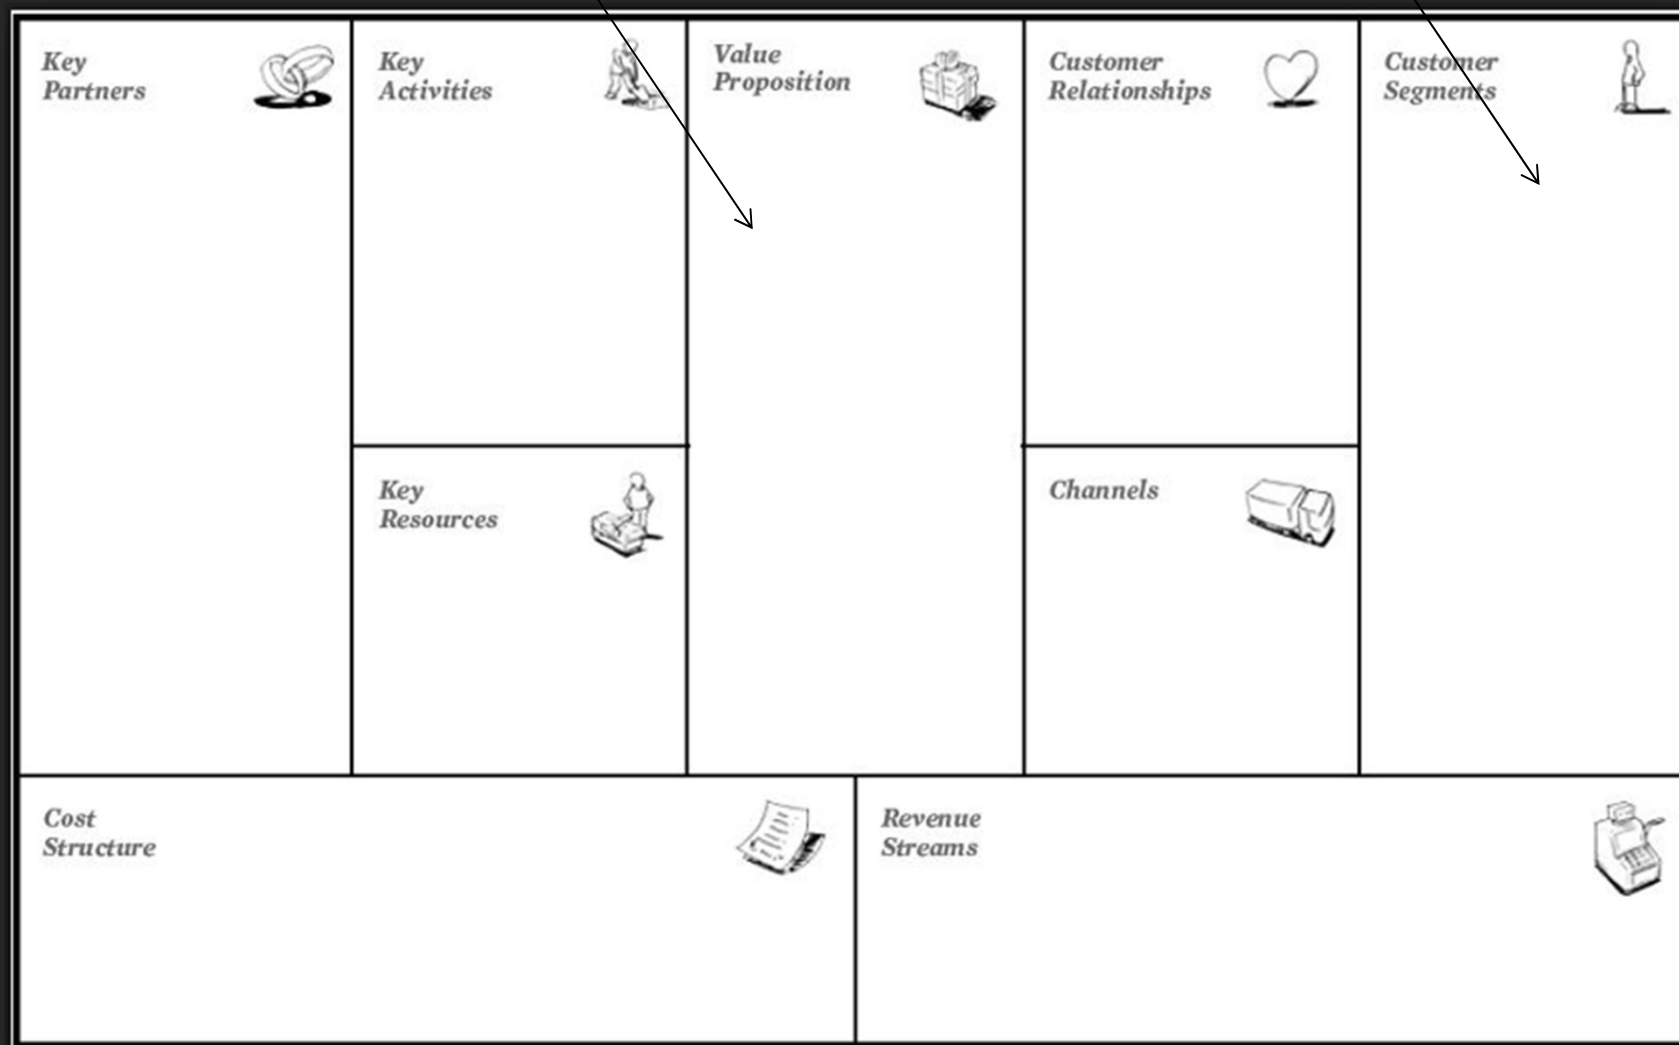 Key
Partners
Key
Activities
Value
Proposition
Customer
Relationships
Customer
Segments
Key
Resources
Channels
Cost
Structure
Revenue
Streams